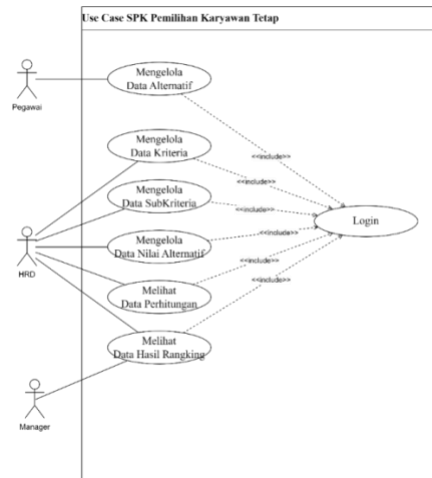 Use Case SPK Pemilihan Karyawan Tetap
Mengelola
Data Alternatif
Pegawai
Mengelola
Data Kriteria
<<include>>
<<include>>
Mengelola
Data SubKriteria
<<include>>
Login
HRD
Mengelola
Data Nilai Alternatif
<<include>>
Melihat
Data Perhitungan
<<include>>
<<include>>
Melihat
Data Hasil Rangking
Manager